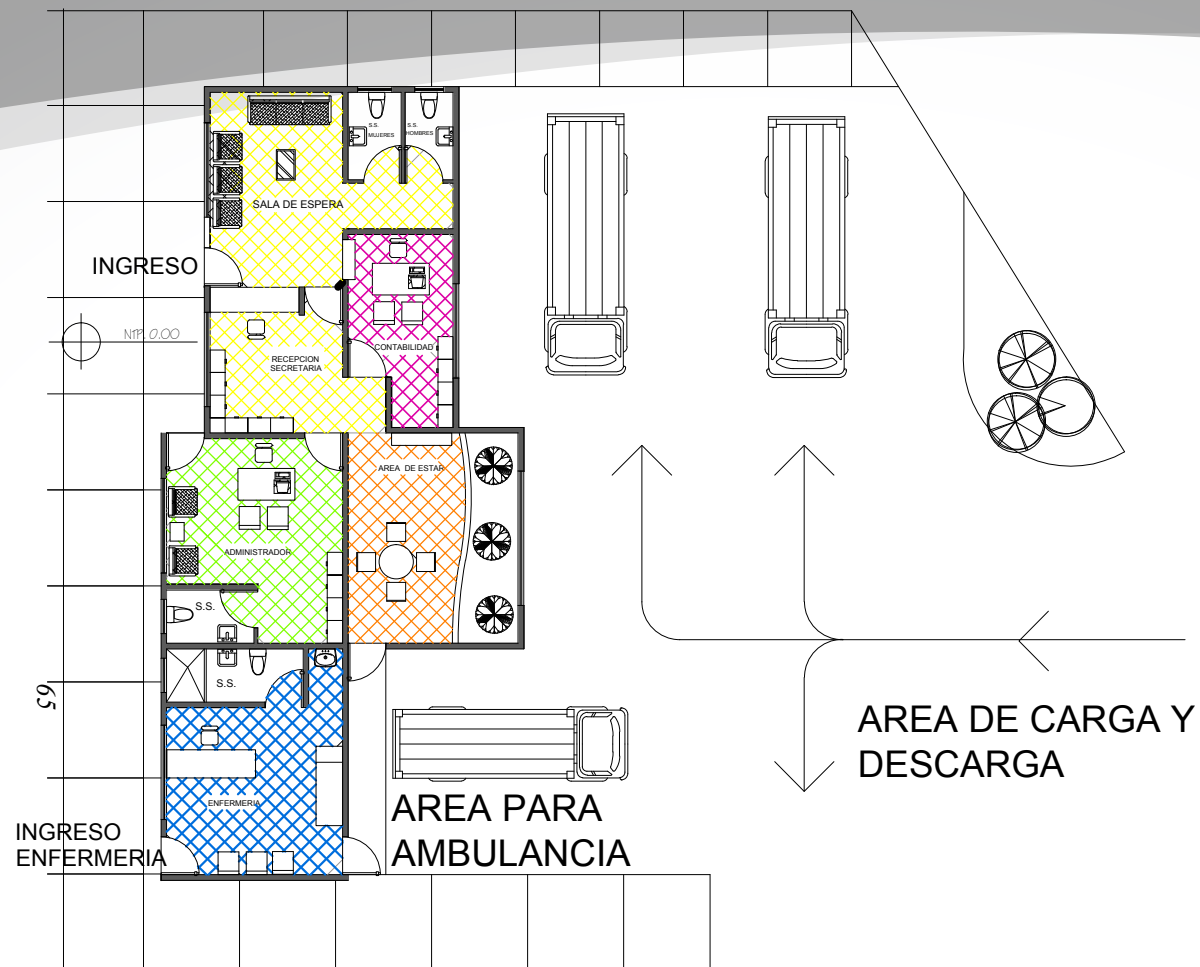 S.S.
MUJERES
S.S.
HOMBRES
SALA DE ESPERA
INGRESO
NTP. 0.00
CONTABILIDAD
RECEPCION
SECRETARIA
AREA DE ESTAR
ADMINISTRADOR
S.S.
S.S.
65
AREA DE CARGA Y
DESCARGA
ENFERMERIA
AREA PARA
AMBULANCIA
INGRESO
ENFERMERIA